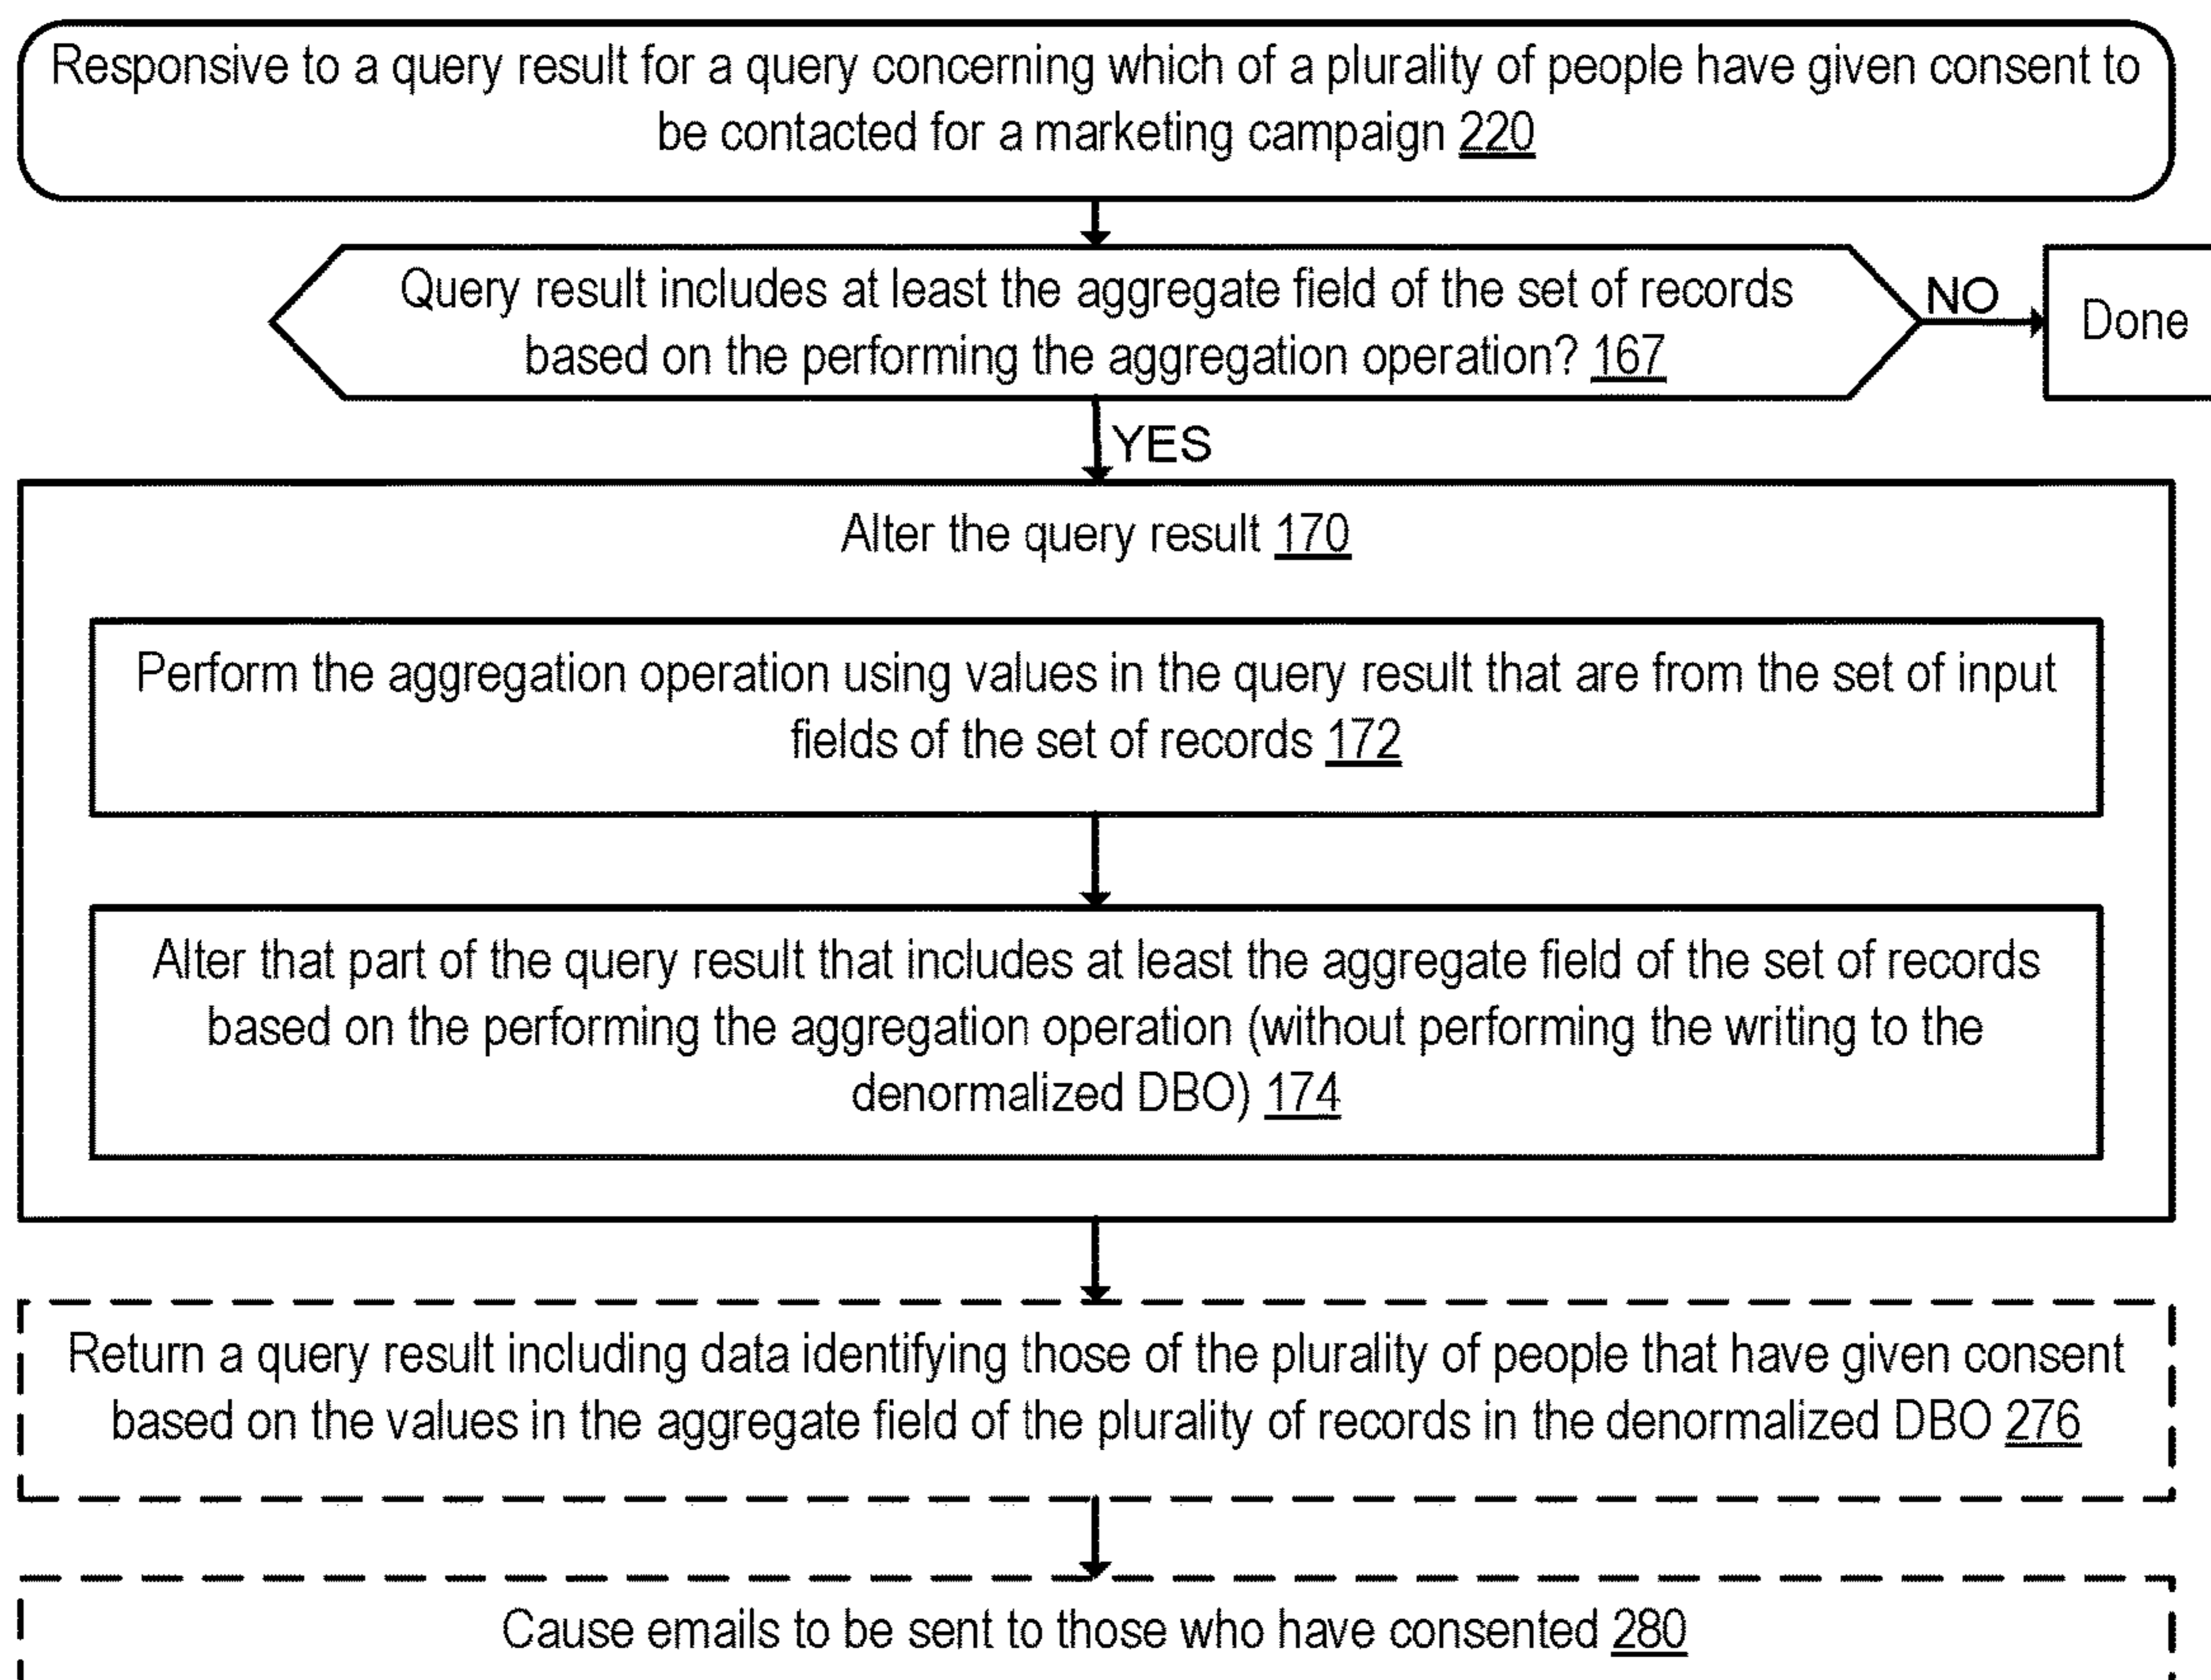 Responsive to a query result for a query concerning which of a plurality of people have given consent to
be contacted for a marketing campaign 220
Query result includes at least the aggregate field of the set of records
based on the performing the aggregation operation? 167
NO
Done
YES
Alter the query result 170
Perform the aggregation operation using values in the query result that are from the set of input
fields of the set of records 172
Alter that part of the query result that includes at least the aggregate field of the set of records
based on the performing the aggregation operation (without performing the writing to the
denormalized DBO) 174
Return a query result including data identifying those of the plurality of people that have given consent
based on the values in the aggregate field of the plurality of records in the denormalized DBO 276
Cause emails to be sent to those who have consented 280